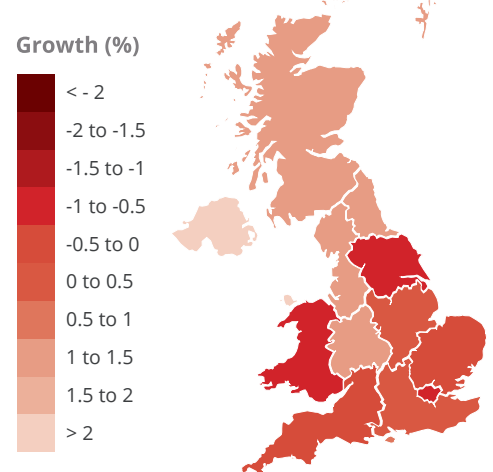 Growth (%)
< - 2
-2 to -1.5
-1.5 to -1
-1 to -0.5
-0.5 to 0
0 to 0.5
0.5 to 1
1 to 1.5
1.5 to 2
> 2